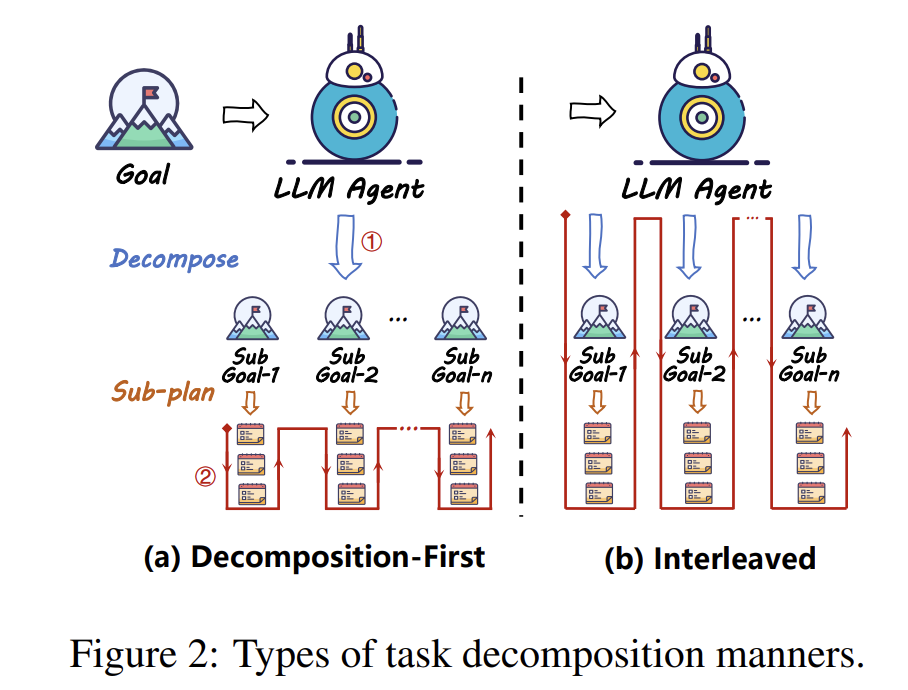 Goal
LLM Agent
LLM Agent
Decompose
①
Sub
Goal-1
Sub
Goal-2
...
Sub
Goal-n
Sub
Goal-1
Sub
Goal-2
...
Sub
Goal-n
Sub-plan
②
(a) Decomposition-First
(b) Interleaved
Figure 2: Types of task decomposition manners.